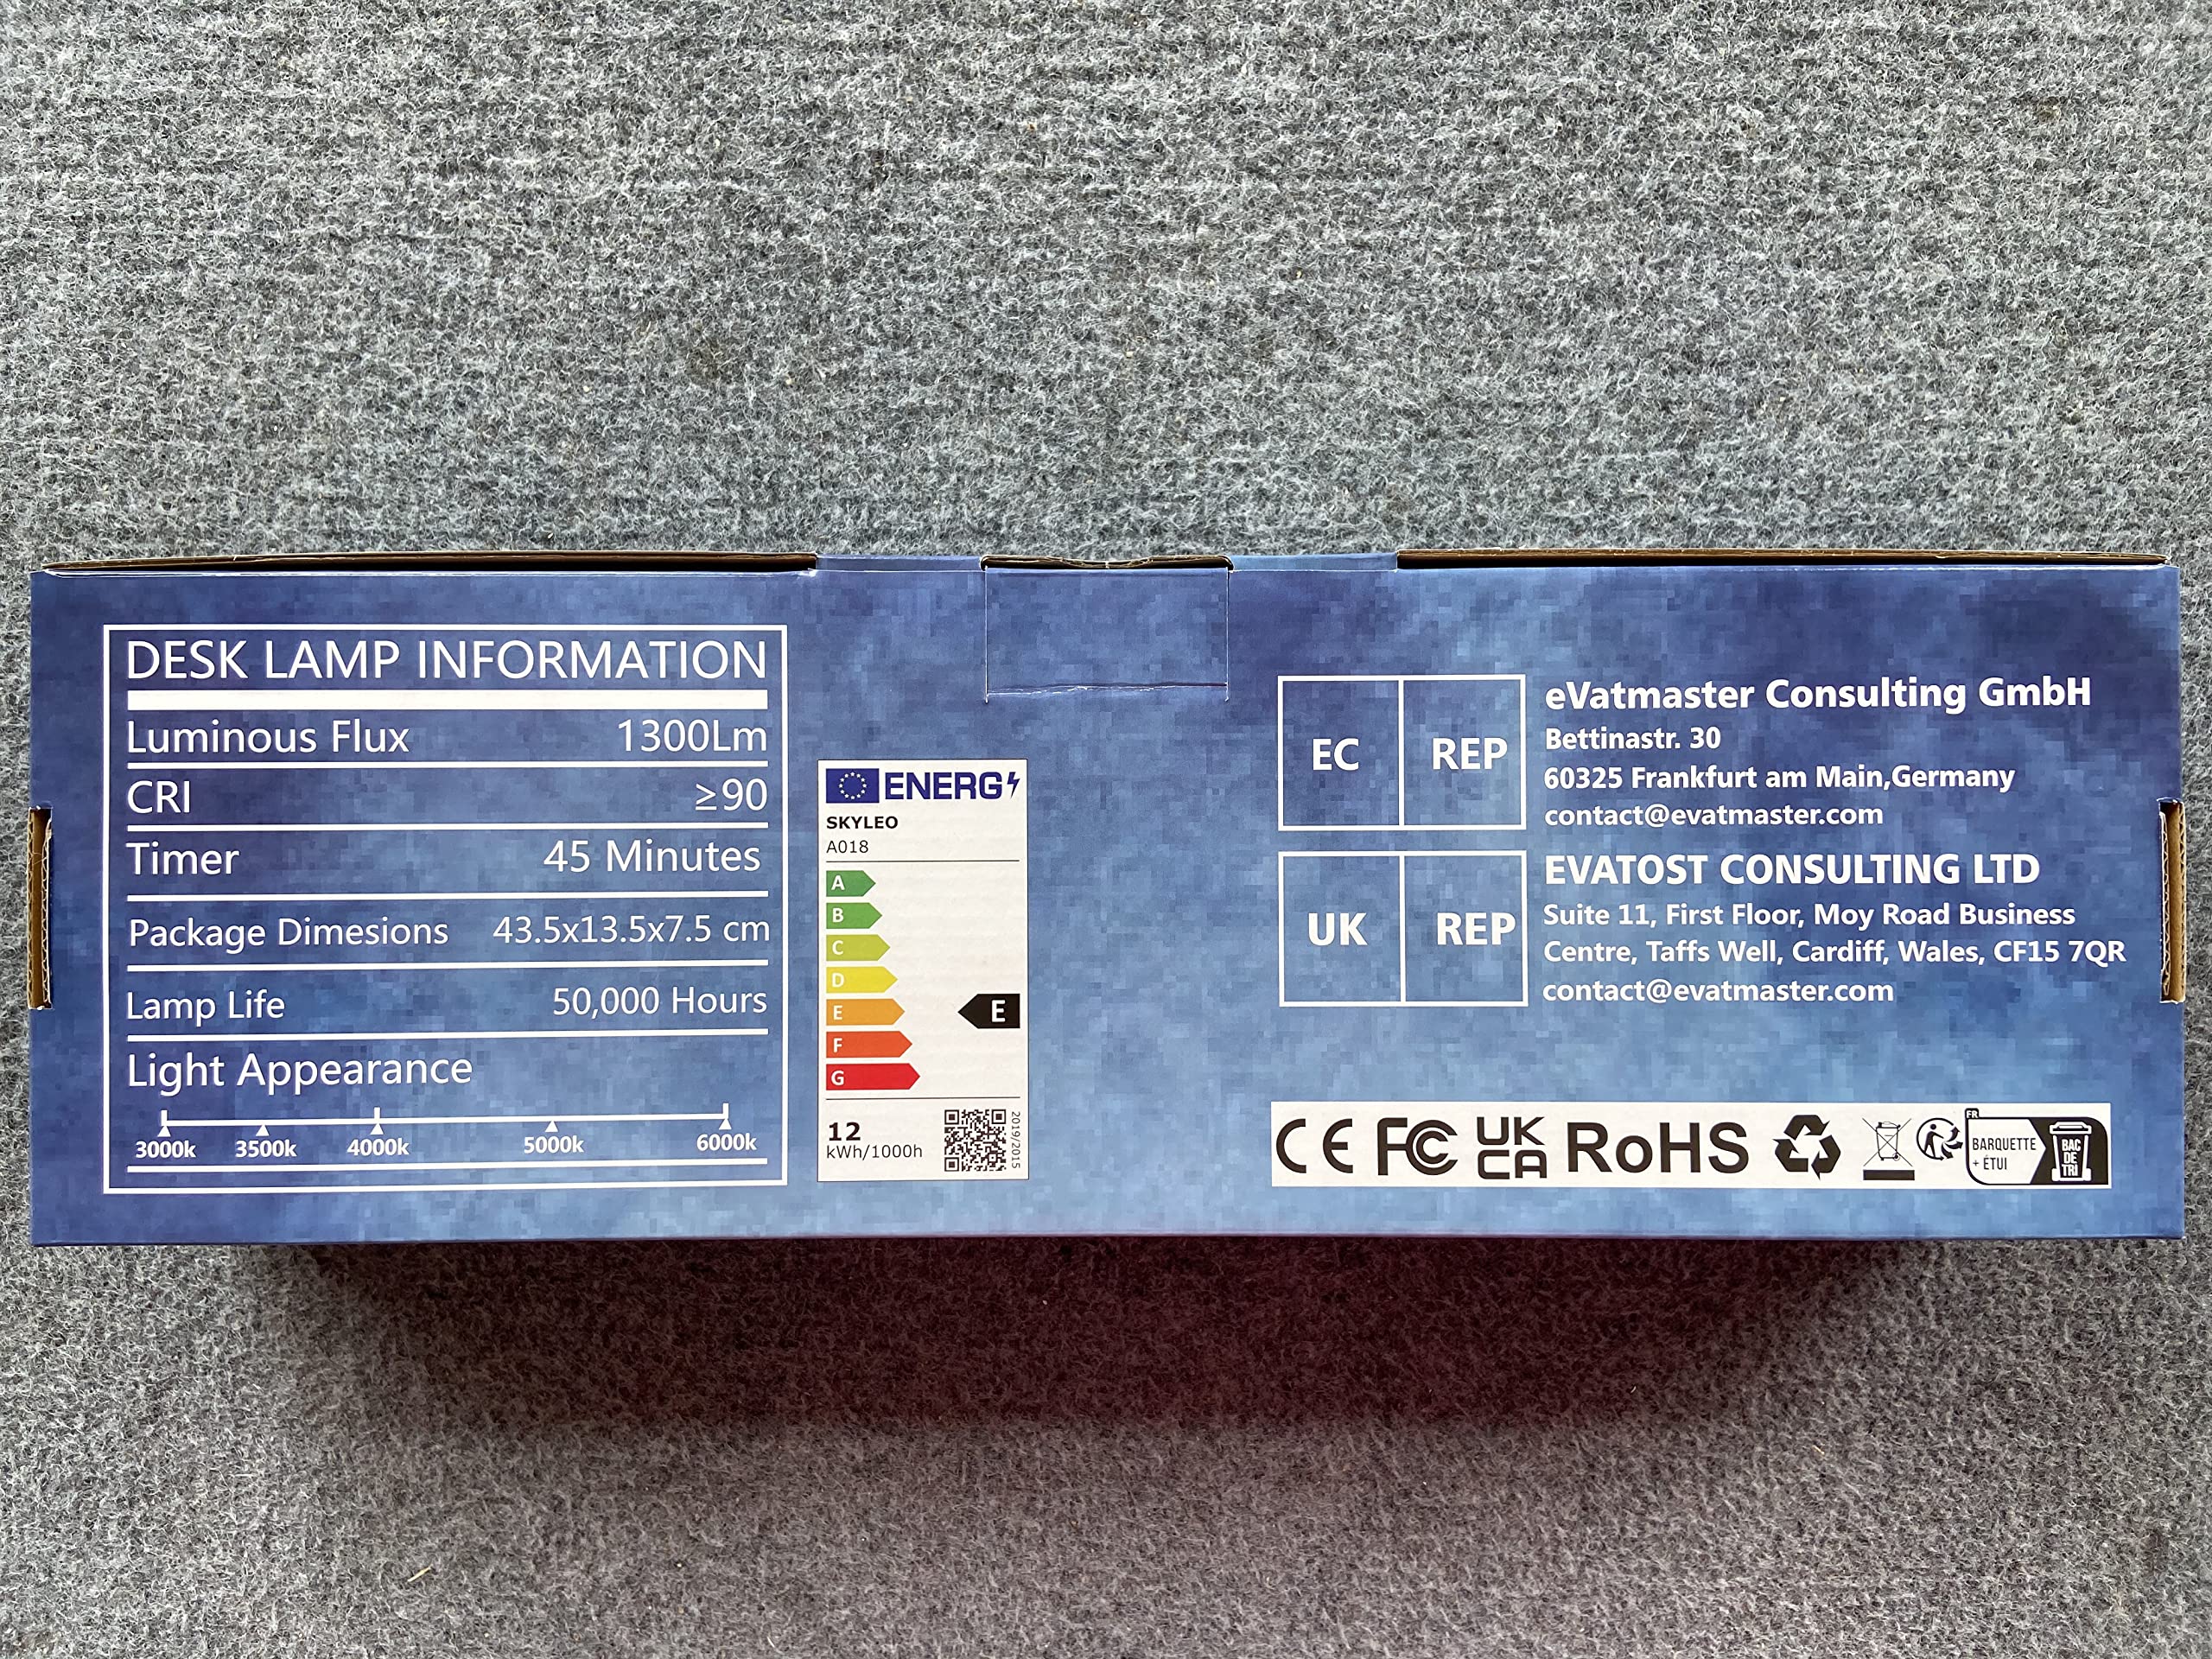 DESK LAMP INFORMATION
Luminous Flux 1300Lm
CRI ≥90
Timer 45 Minutes
Package Dimesions 43.5x13.5x7.5 cm
Lamp Life 50,000 Hours
Light Appearance
3000k 3500k 4000k 5000k 6000k
ENERG
SKYLEO
A018
A
B
C
D
E E
F
G
12
kWh/1000h
2019/2015
EC REP
eVatmaster Consulting GmbH
Bettinastr. 30
60325 Frankfurt am Main,Germany
contact@evatmaster.com
UK REP
EVATOST CONSULTING LTD
Suite 11, First Floor, Moy Road Business
Centre, Taffs Well, Cardiff, Wales, CF15 7QR
contact@evatmaster.com
CE FC UK CA RoHS
FR
BARQUETTE
+ ÉTUI
BAC
DE
TRI